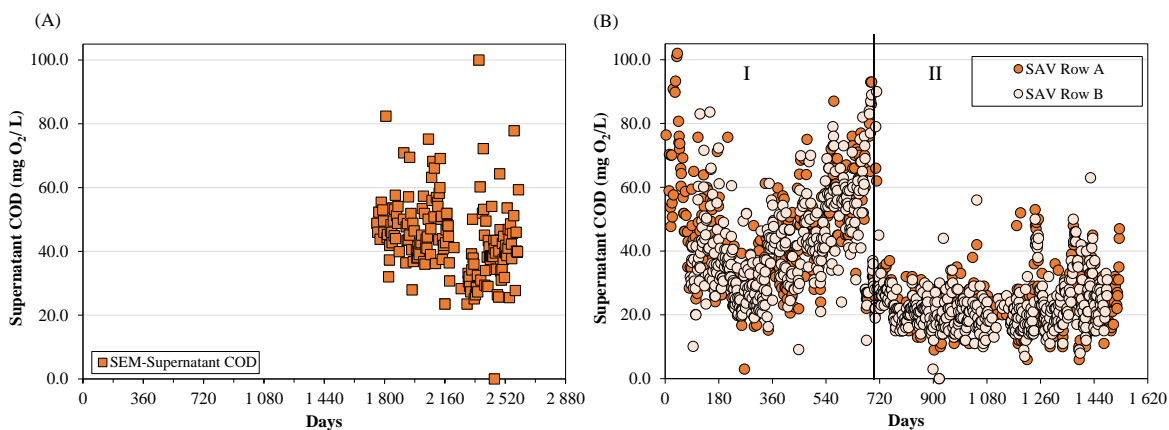 (A)
Supernatant COD (mg O2/ L)
100.0
80.0
60.0
40.0
20.0
0.0
SEM-Supernatant COD
0 360 720 1 080 1 440 1 800 2 160 2 520 2 880
Days
(B)
Supernatant COD (mg O2/L)
100.0
80.0
60.0
40.0
20.0
0.0
I
II
SAV Row A
SAV Row B
0 180 360 540 720 900 1 080 1 260 1 440 1 620
Days